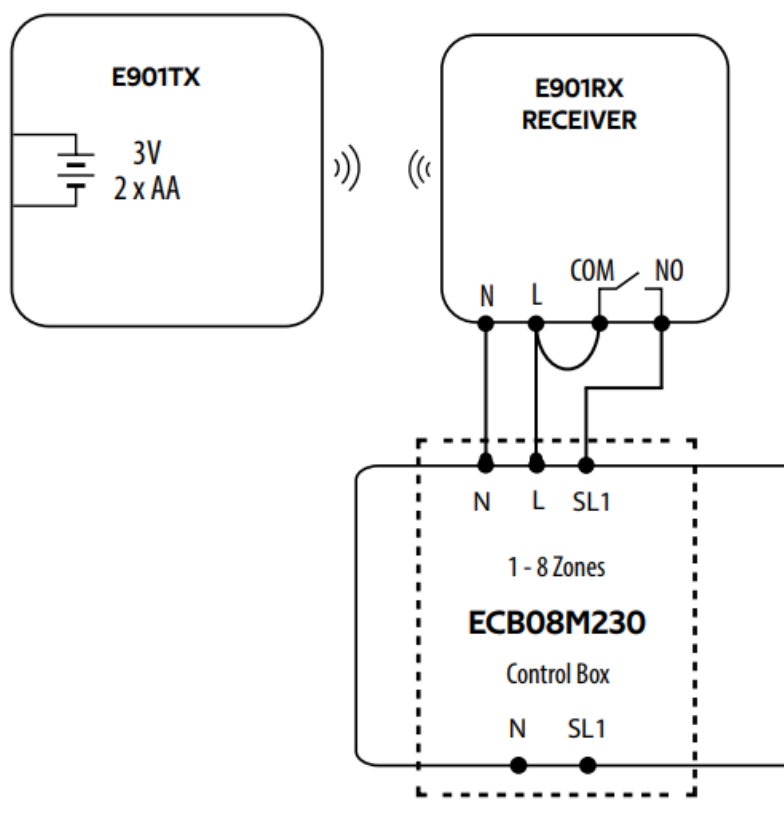 E901TX
3V
2 x AA
E901RX
RECEIVER
COM NO
N L
N L SL1
1 - 8 Zones
ECB08M230
Control Box
N SL1